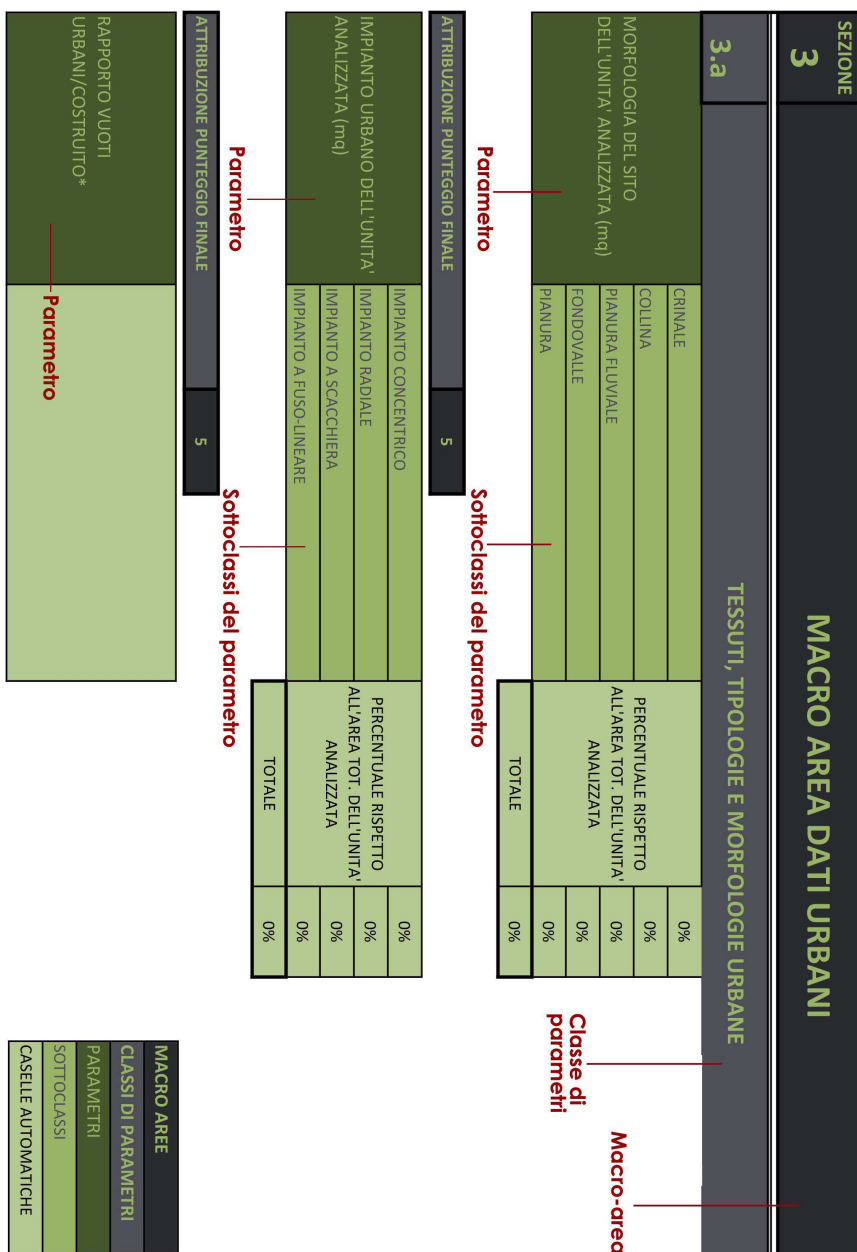 SEZIONE
3
MACRO AREA DATI URBANI
3.a
TESSUTI, TIPOLOGIE E MORFOLOGIE URBANE
Classe di
parametri
Macro-area
MORFOLOGIA DEL SITO
DELL'UNITA' ANALIZZATA (mq)
CRINALE
COLLINA
PIANURA FLUVIALE
FONDOVALLE
PIANURA
PERCENTUALE RISPETTO
ALL'AREA TOT. DELL'UNITA'
ANALIZZATA
0%
0%
0%
0%
0%
TOTALE
0%
Parametro
Sottoclassi del parametro
ATTRIBUZIONE PUNTEGGIO FINALE
5
IMPIANTO URBANO DELL'UNITA'
ANALIZZATA (mq)
IMPIANTO CONCENTRICO
IMPIANTO RADIALE
IMPIANTO A SCACCHIERA
IMPIANTO A FUSO-LINEARE
PERCENTUALE RISPETTO
ALL'AREA TOT. DELL'UNITA'
ANALIZZATA
0%
0%
0%
0%
TOTALE
0%
Parametro
Sottoclassi del parametro
ATTRIBUZIONE PUNTEGGIO FINALE
5
RAPPORTO VUOTI
URBANI/COSTRUITO*
Parametro
MACRO AREE
CLASSI DI PARAMETRI
PARAMETRI
SOTTOCLASSI
CASELLE AUTOMATICHE